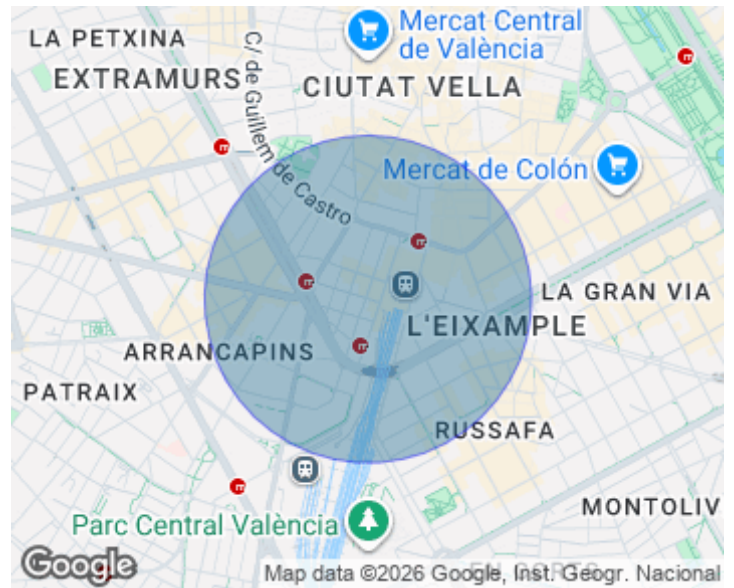 LA PETXINA
EXTRAMURS
C/ de Guillem de Castro
Mercat Central
de València
CIUTAT VELLA
Mercat de Colón
LA GRAN VIA
L'EIXAMPLE
ARRANCAPINS
PATRAIX
RUSSAFA
MONTOLIV
Parc Central València
Google
Map data ©2026 Google, Inst. Geogr. Nacional